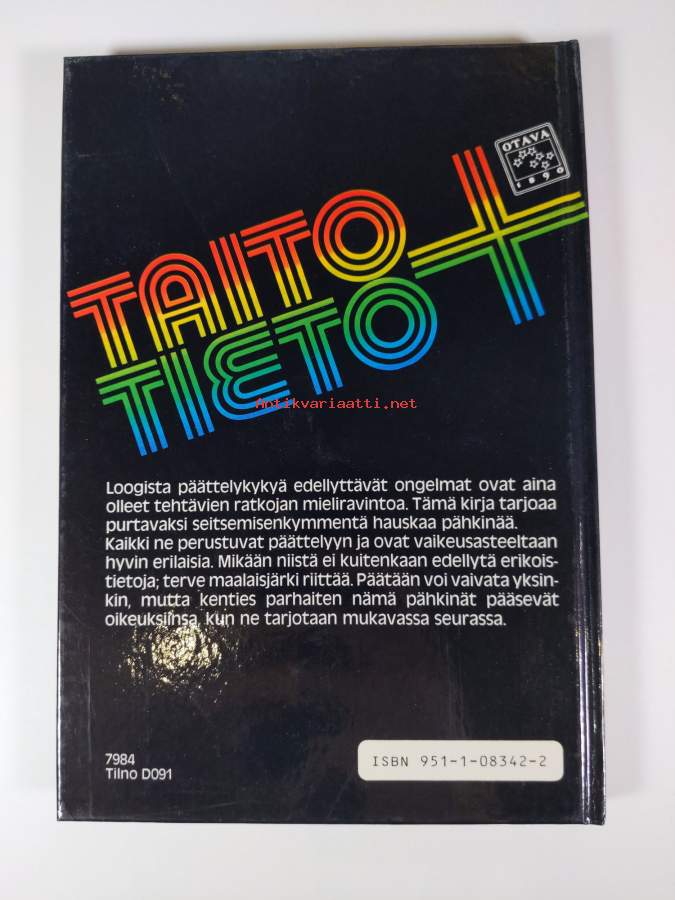 OTAVA
1890
TAITO
TIETO
+
Antikvariaatti.net
Loogista päättelykykyä edellyttävät ongelmat ovat aina
olleet tehtävien ratkojan mieliravintoa. Tämä kirja tarjoaa
purtavaksi seitsemisenkymmentä hauskaa pähkinää.
Kaikki ne perustuvat päättelyyn ja ovat vaikeusasteeltaan
hyvin erilaisia. Mikään niistä ei kuitenkaan edellytä erikois-
tietoja; terve maalaisjärki riittää. Päätään voi vaivata yksin-
kin, mutta kenties parhaiten nämä pähkinät pääsevät
oikeuksiinsa, kun ne tarjotaan mukavassa seurassa.
7984
Tilno D091
ISBN 951-1-08342-2